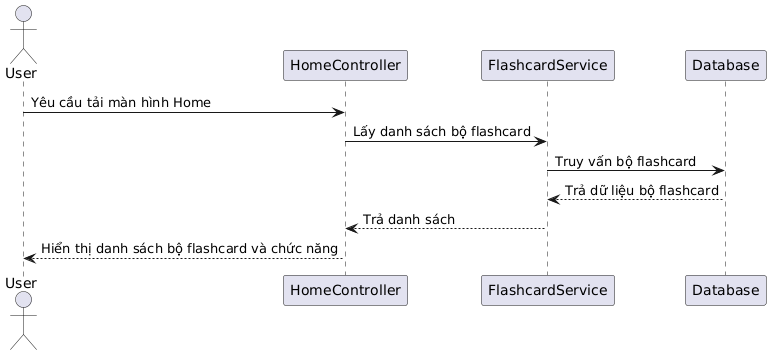 User
HomeController
FlashcardService
Database
Yêu cầu tải màn hình Home
Lấy danh sách bộ flashcard
Truy vấn bộ flashcard
Trả dữ liệu bộ flashcard
Trả danh sách
Hiển thị danh sách bộ flashcard và chức năng
User
HomeController
FlashcardService
Database